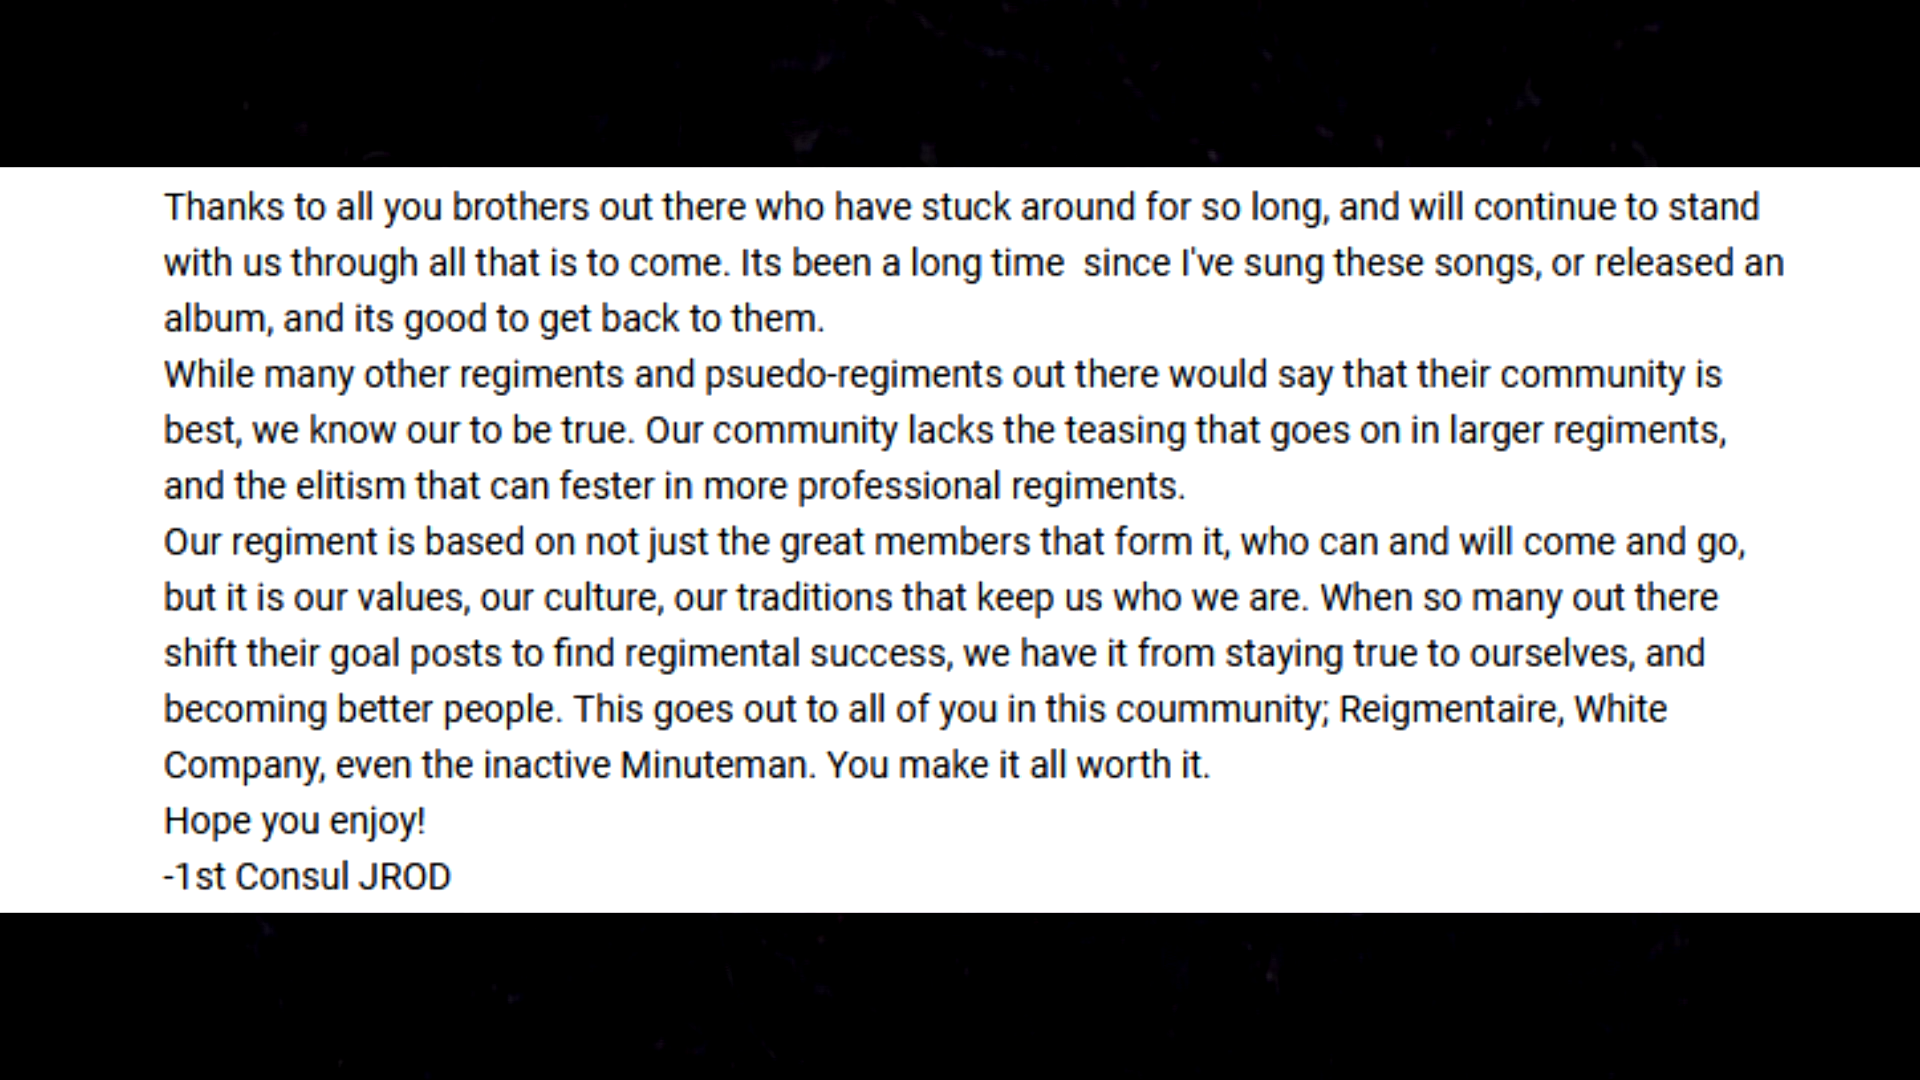 Thanks to all you brothers out there who have stuck around for so long, and will continue to stand
with us through all that is to come. Its been a long time  since I've sung these songs, or released an
album, and its good to get back to them.
While many other regiments and psuedo-regiments out there would say that their community is
best, we know our to be true. Our community lacks the teasing that goes on in larger regiments,
and the elitism that can fester in more professional regiments.
Our regiment is based on not just the great members that form it, who can and will come and go,
but it is our values, our culture, our traditions that keep us who we are. When so many out there
shift their goal posts to find regimental success, we have it from staying true to ourselves, and
becoming better people. This goes out to all of you in this coummunity; Reigmentaire, White
Company, even the inactive Minuteman. You make it all worth it.
Hope you enjoy!
-1st Consul JROD